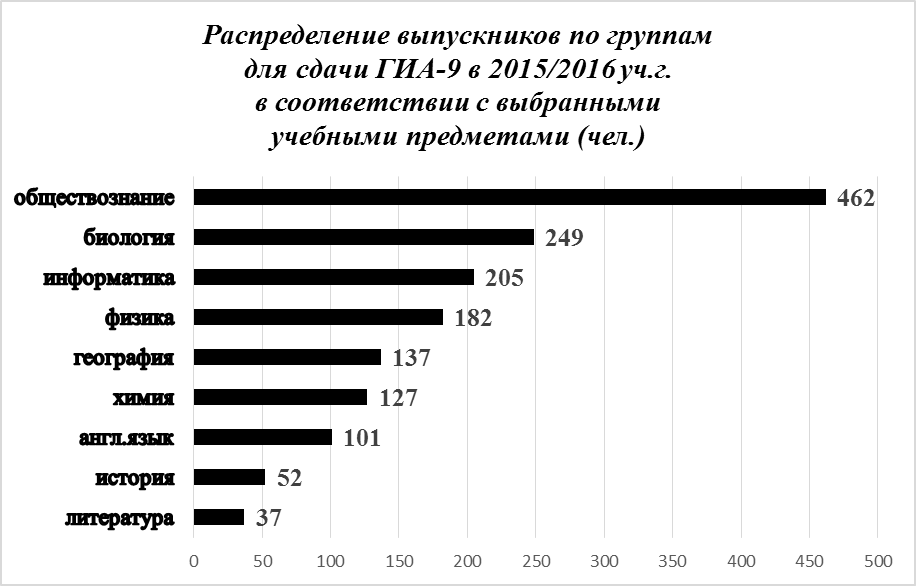 Распределение выпускников по группам
для сдачи ГИА-9 в 2015/2016 уч.г.
в соответствии с выбранными
учебными предметами (чел.)
обществознание 462
биология 249
информатика 205
физика 182
география 137
химия 127
англ.язык 101
история 52
литература 37
0 50 100 150 200 250 300 350 400 450 500